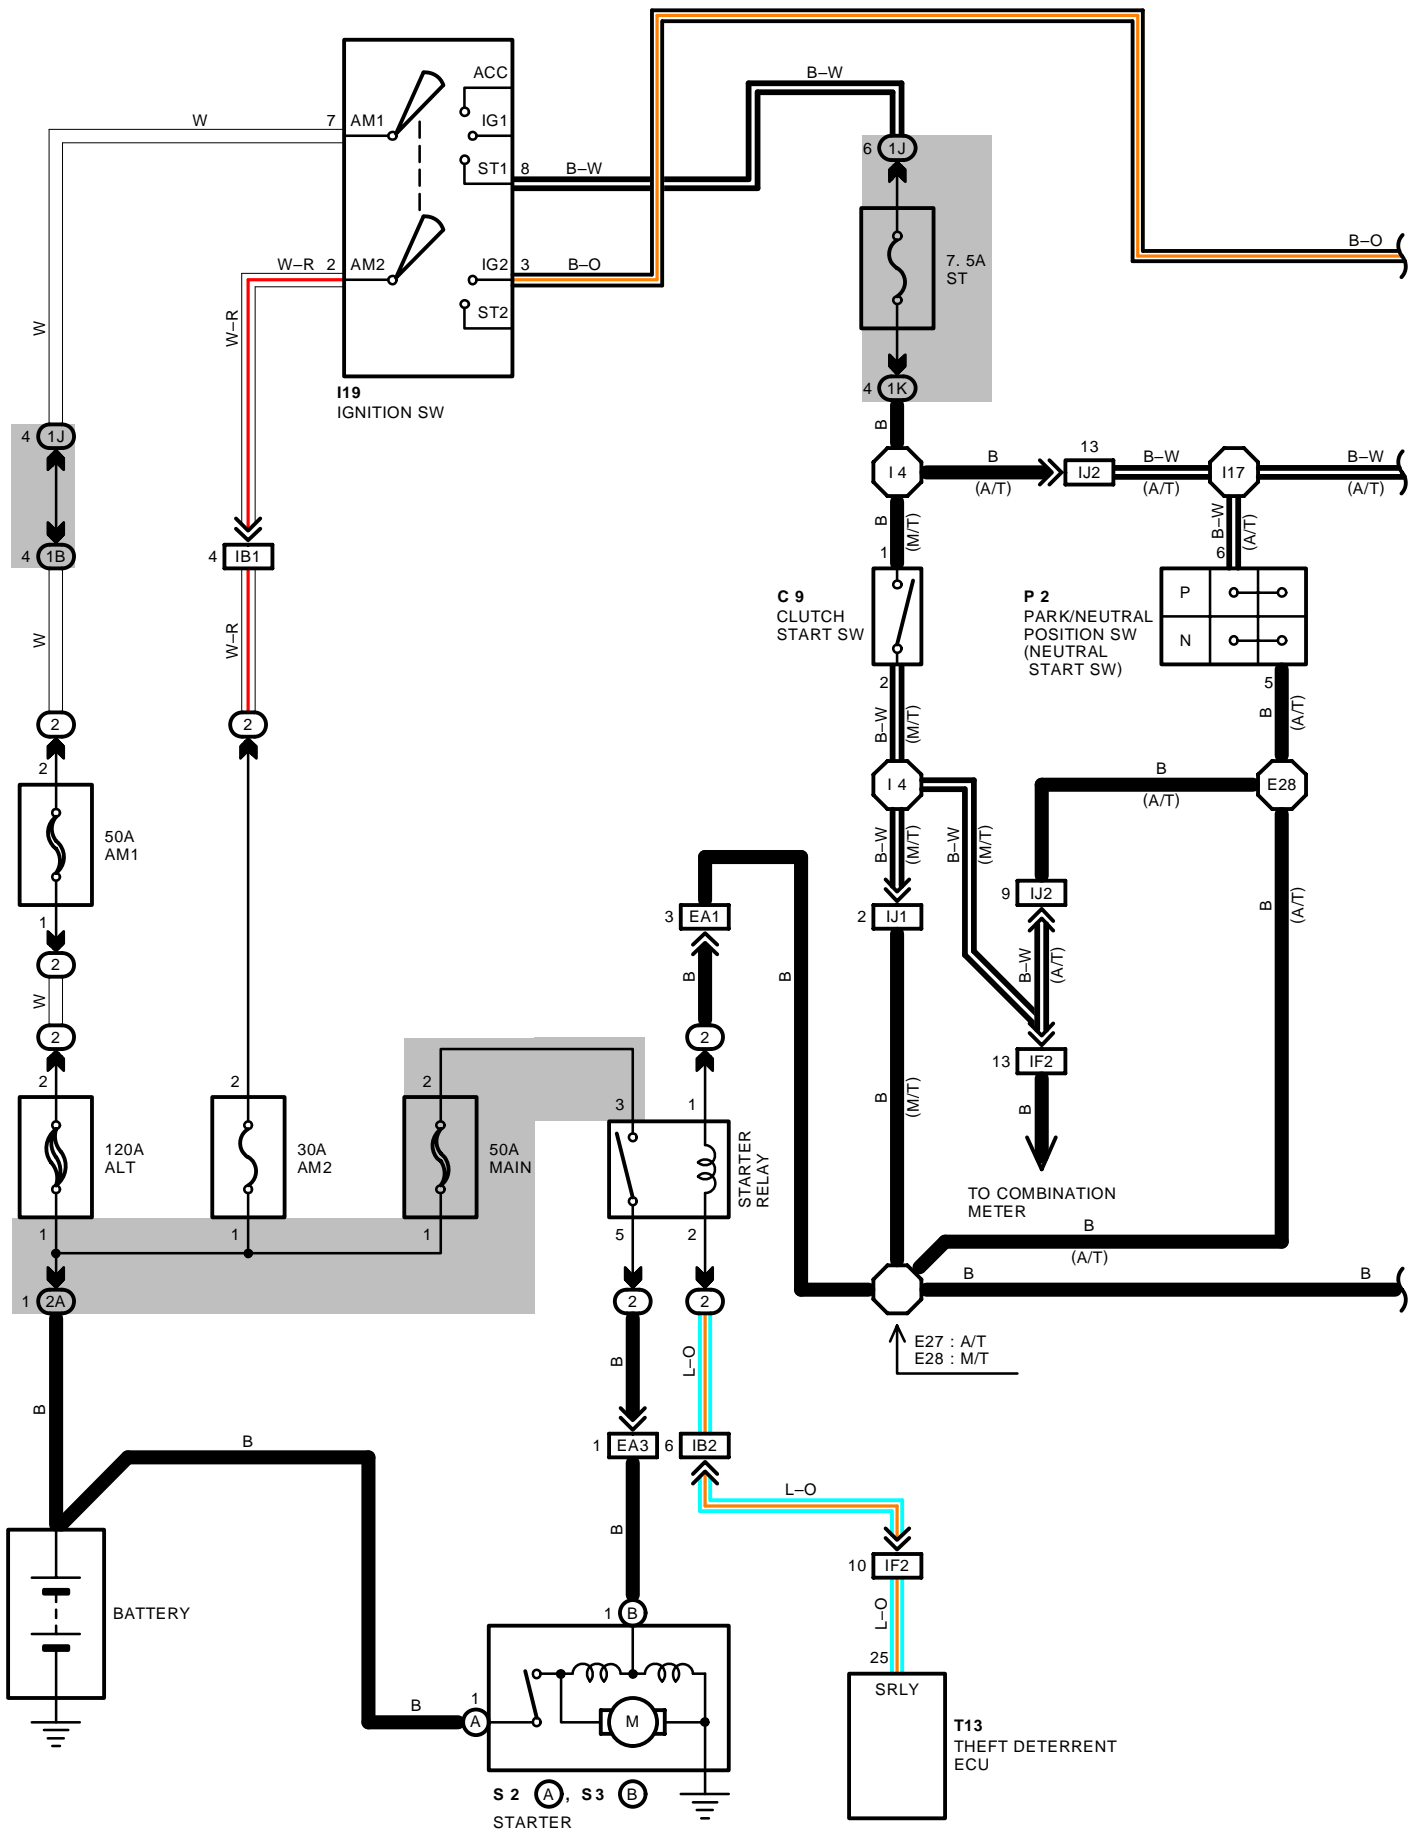 B–W
ACC
W
7
AM1
IG1
6
1J
ST1
8
B–W
B–O
W–R
2
AM2
IG2
3
B–O
7. 5A
ST
W
W–R
ST2
4
1K
I19
IGNITION SW
B
4
1J
13
B
B–W
B–W
I 4
IJ2
I17
(A/T)
(A/T)
(A/T)
B
(M/T)
B–W
(A/T)
4
1B
4
IB1
1
6
C 9
CLUTCH
START SW
P 2
PARK/NEUTRAL
POSITION SW
(NEUTRAL
START SW)
P
N
W
W–R
2
5
B–W
(M/T)
B
(A/T)
2
2
2
B
I 4
E28
(A/T)
50A
AM1
B–W
(M/T)
B–W
(M/T)
9
IJ2
B
(A/T)
1
3
EA1
2
IJ1
2
W
B
B
B–W
(A/T)
2
2
13
IF2
2
2
2
3
1
B
(M/T)
B
120A
ALT
30A
AM2
50A
MAIN
STARTER
RELAY
TO COMBINATION
METER
1
1
1
5
2
B
(A/T)
B
B
1
2A
2
2
E27 : A/T
E28 : M/T
B
B
L–O
B
1
EA3
6
IB2
L–O
B
10
IF2
BATTERY
1
B
L–O
25
SRLY
B
1
A
M
T13
THEFT DETERRENT
ECU
S 2 A , S 3 B
STARTER